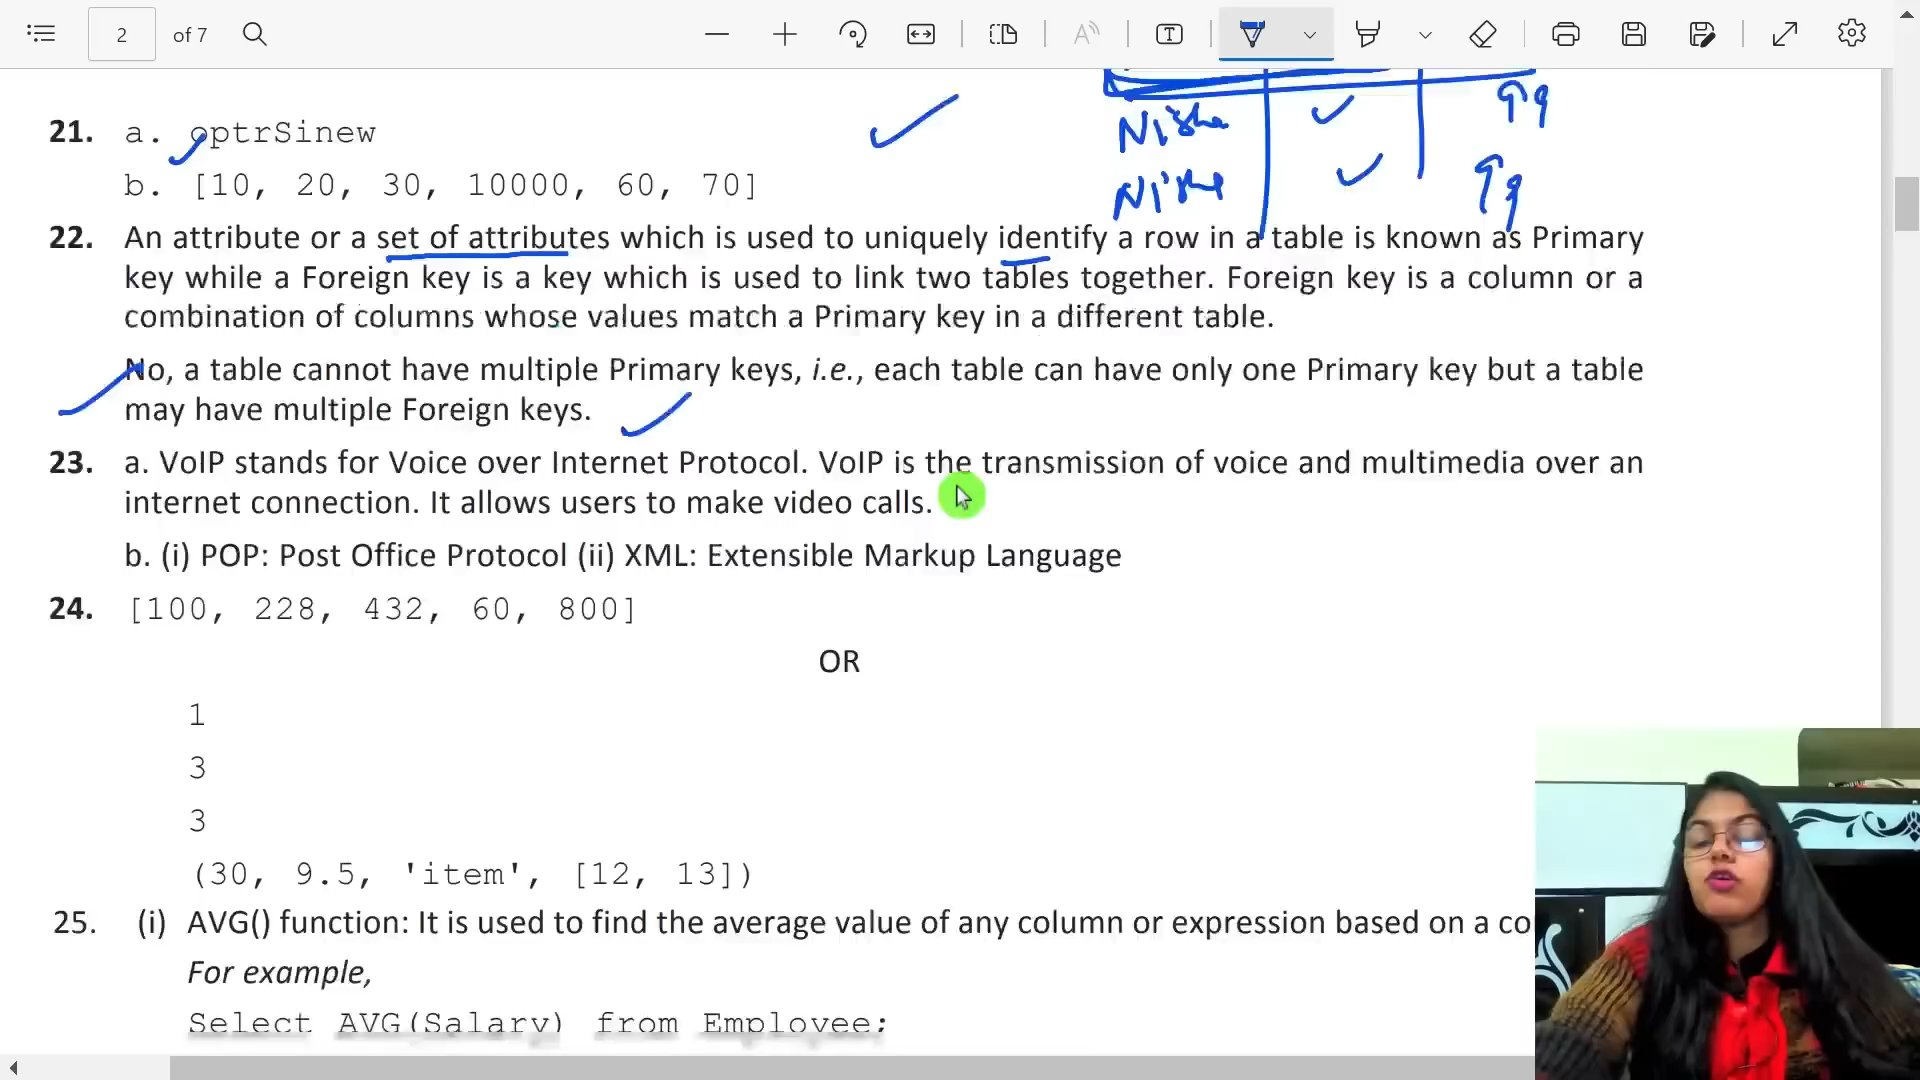 2 of 7
Nisha
Nisha
21. a. optrSinew
b. [10, 20, 30, 10000, 60, 70]
22. An attribute or a set of attributes which is used to uniquely identify a row in a table is known as Primary
key while a Foreign key is a key which is used to link two tables together. Foreign key is a column or a
combination of columns whose values match a Primary key in a different table.
No, a table cannot have multiple Primary keys, i.e., each table can have only one Primary key but a table
may have multiple Foreign keys.
23. a. VoIP stands for Voice over Internet Protocol. VoIP is the transmission of voice and multimedia over an
internet connection. It allows users to make video calls.
b. (i) POP: Post Office Protocol (ii) XML: Extensible Markup Language
24. [100, 228, 432, 60, 800]
OR
1
3
3
(30, 9.5, 'item', [12, 13])
25. (i) AVG() function: It is used to find the average value of any column or expression based on a co
For example,
Select AVG(Salary) from Employee;